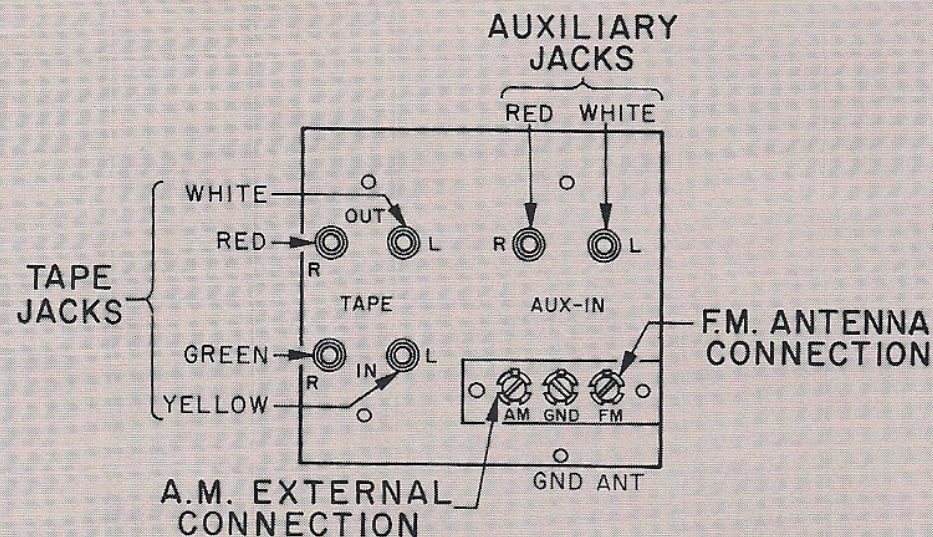 AUXILIARY
JACKS
RED WHITE
WHITE
OUT
RED
R L
R L
TAPE
JACKS
TAPE
AUX-IN
F.M. ANTENNA
CONNECTION
GREEN
R IN L
YELLOW
AM GND FM
GND ANT
A.M. EXTERNAL
CONNECTION